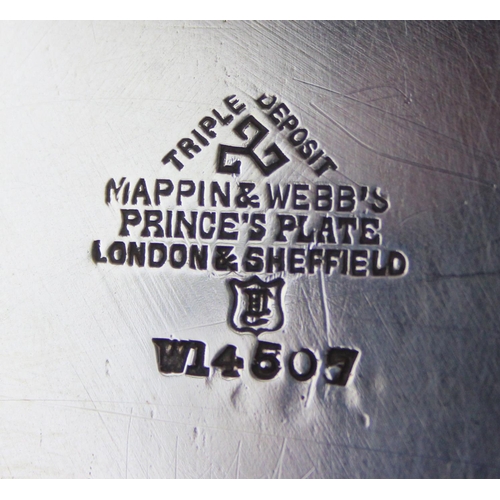 TRIPLE DEPOSIT
MAPPIN & WEBB'S
PRINCE'S PLATE
LONDON & SHEFFIELD
W14507